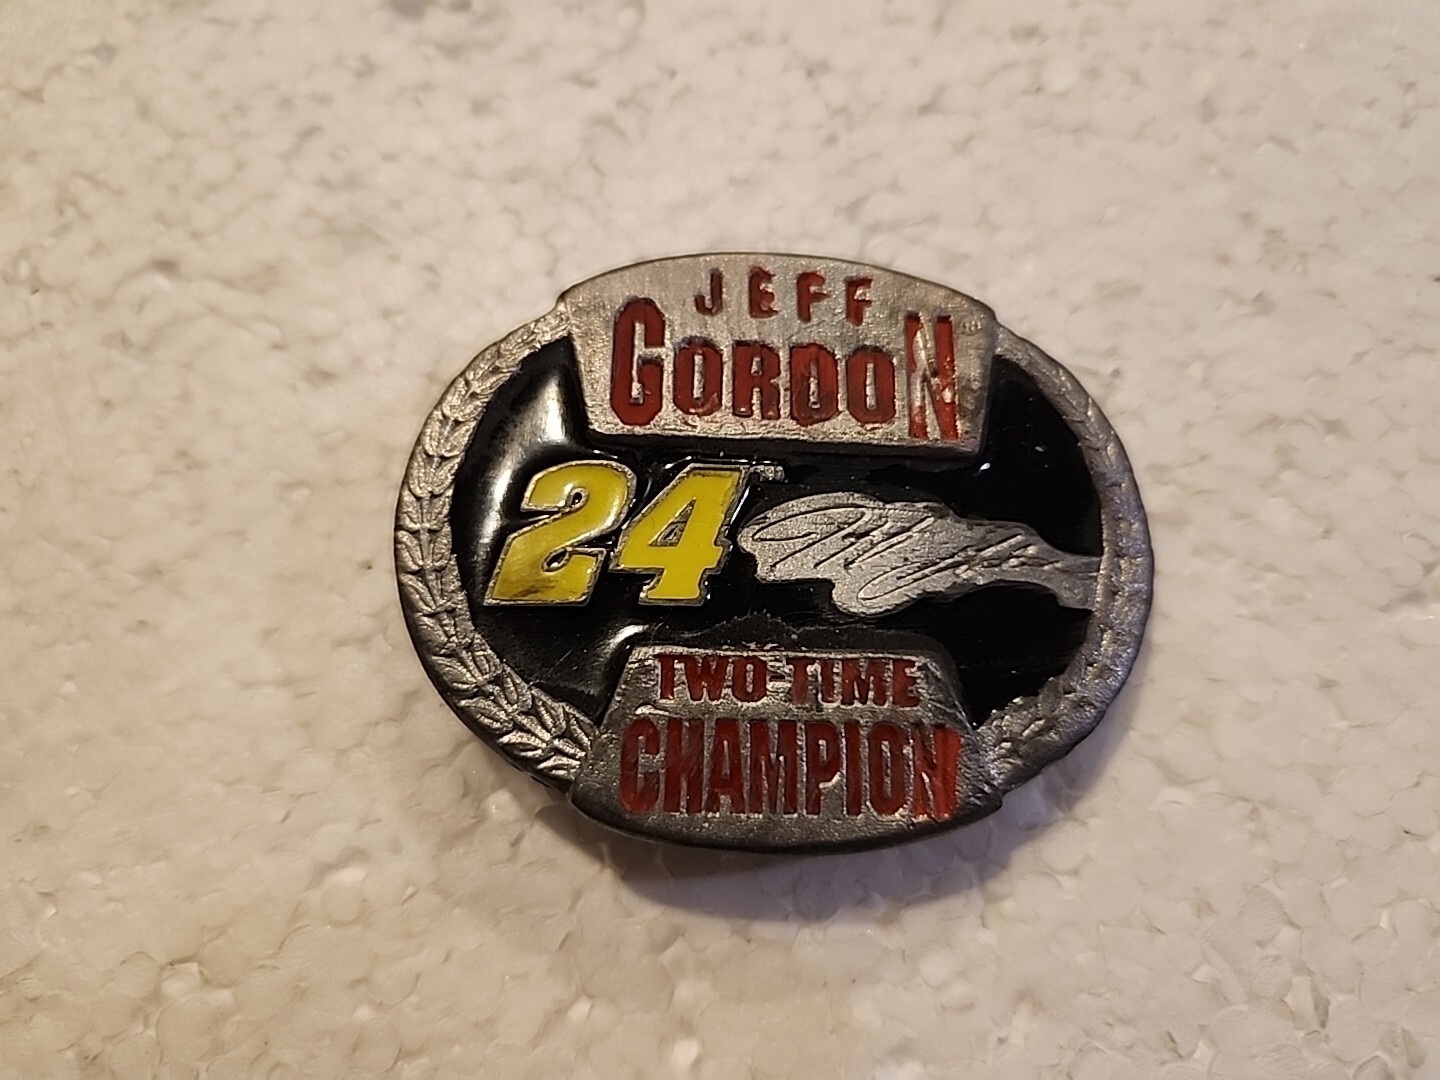 JEFF
GORDON
24
TWO-TIME
CHAMPION